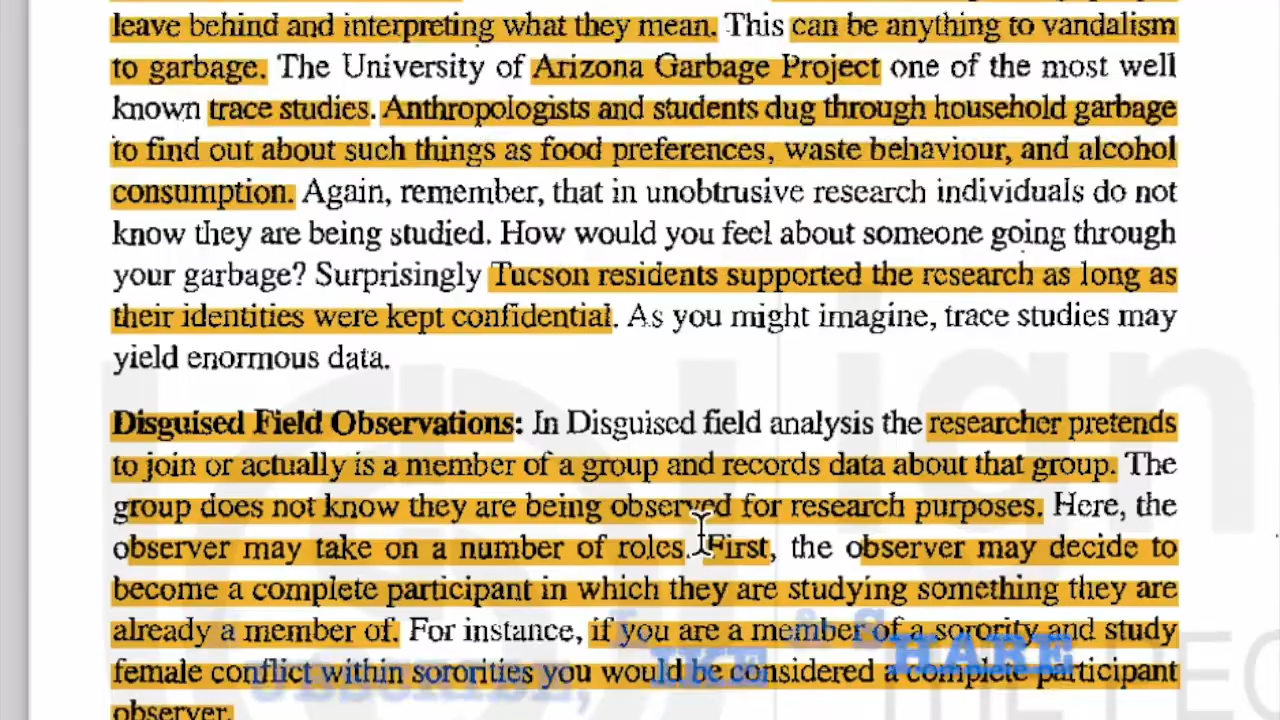 leave behind and interpreting what they mean. This can be anything to vandalism
to garbage. The University of Arizona Garbage Project one of the most well
known trace studies. Anthropologists and students dug through household garbage
to find out about such things as food preferences, waste behaviour, and alcohol
consumption. Again, remember, that in unobtrusive research individuals do not
know they are being studied. How would you feel about someone going through
your garbage? Surprisingly Tucson residents supported the research as long as
their identities were kept confidential. As you might imagine, trace studies may
yield enormous data.
Disguised Field Observations: In Disguised field analysis the researcher pretends
to join or actually is a member of a group and records data about that group. The
group does not know they are being observed for research purposes. Here, the
observer may take on a number of roles. First, the observer may decide to
become a complete participant in which they are studying something they are
already a member of. For instance, if you are a member of a sorority and study
female conflict within sororities you would be considered a complete participant
observer.
& SHARE